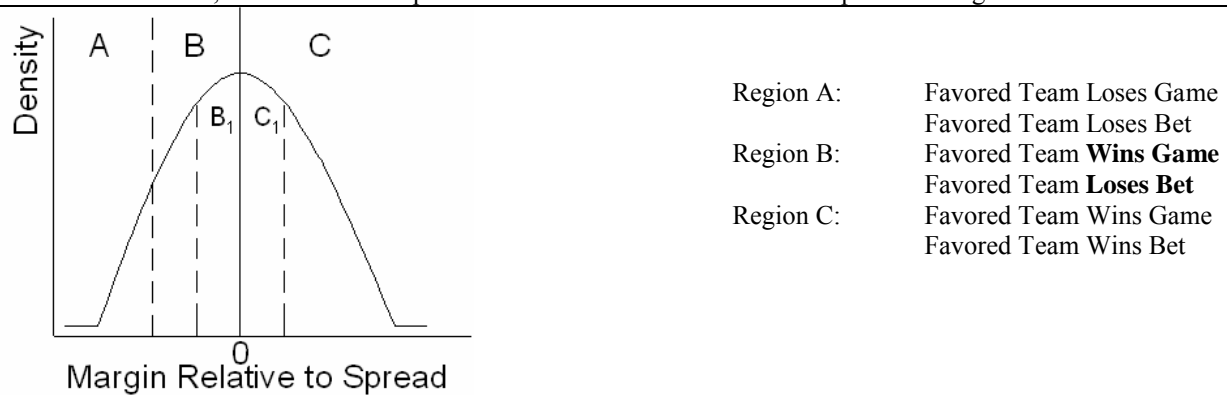 A B C
Density
B₁ C₁
0
Margin Relative to Spread
Region A: Favored Team Loses Game
Favored Team Loses Bet
Region B: Favored Team Wins Game
Favored Team Loses Bet
Region C: Favored Team Wins Game
Favored Team Wins Bet